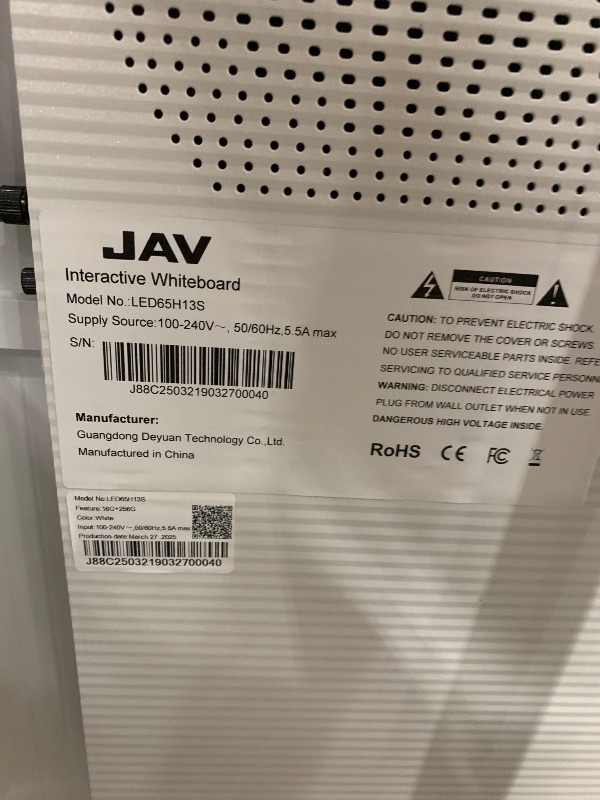 JAV
Interactive Whiteboard
Model No.:LED65H13S
Supply Source:100-240V~, 50/60Hz,5.5A max
S/N:
J88C2503219032700040
Manufacturer:
Guangdong Deyuan Technology Co.,Ltd.
Manufactured in China
CAUTION
RISK OF ELECTRIC SHOCK
DO NOT OPEN
CAUTION: TO PREVENT ELECTRIC SHOCK
DO NOT REMOVE THE COVER OR SCREWS.
NO USER SERVICEABLE PARTS INSIDE. REFE
SERVICING TO QUALIFIED SERVICE PERSONN
WARNING: DISCONNECT ELECTRICAL POWER
PLUG FROM WALL OUTLET WHEN NOT IN USE.
DANGEROUS HIGH VOLTAGE INSIDE.
RoHS CE FC
Model No:LED65H13S
Feature:16G+256G
Color:White
Input:100-240V~,50/60Hz,5.5A max
Production date:March 27 ,2025
J88C2503219032700040